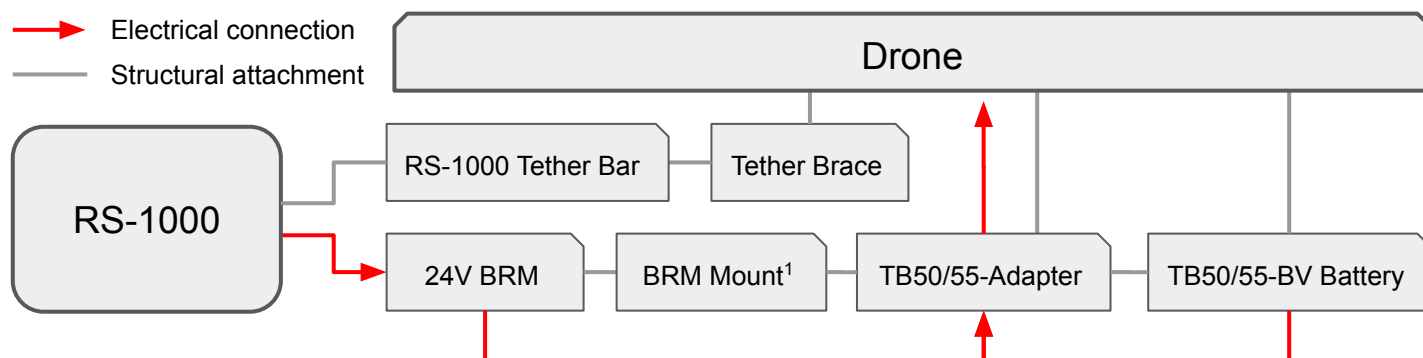 Electrical connection
Structural attachment
Drone
RS-1000 Tether Bar
Tether Brace
RS-1000
24V BRM
BRM Mount¹
TB50/55-Adapter
TB50/55-BV Battery